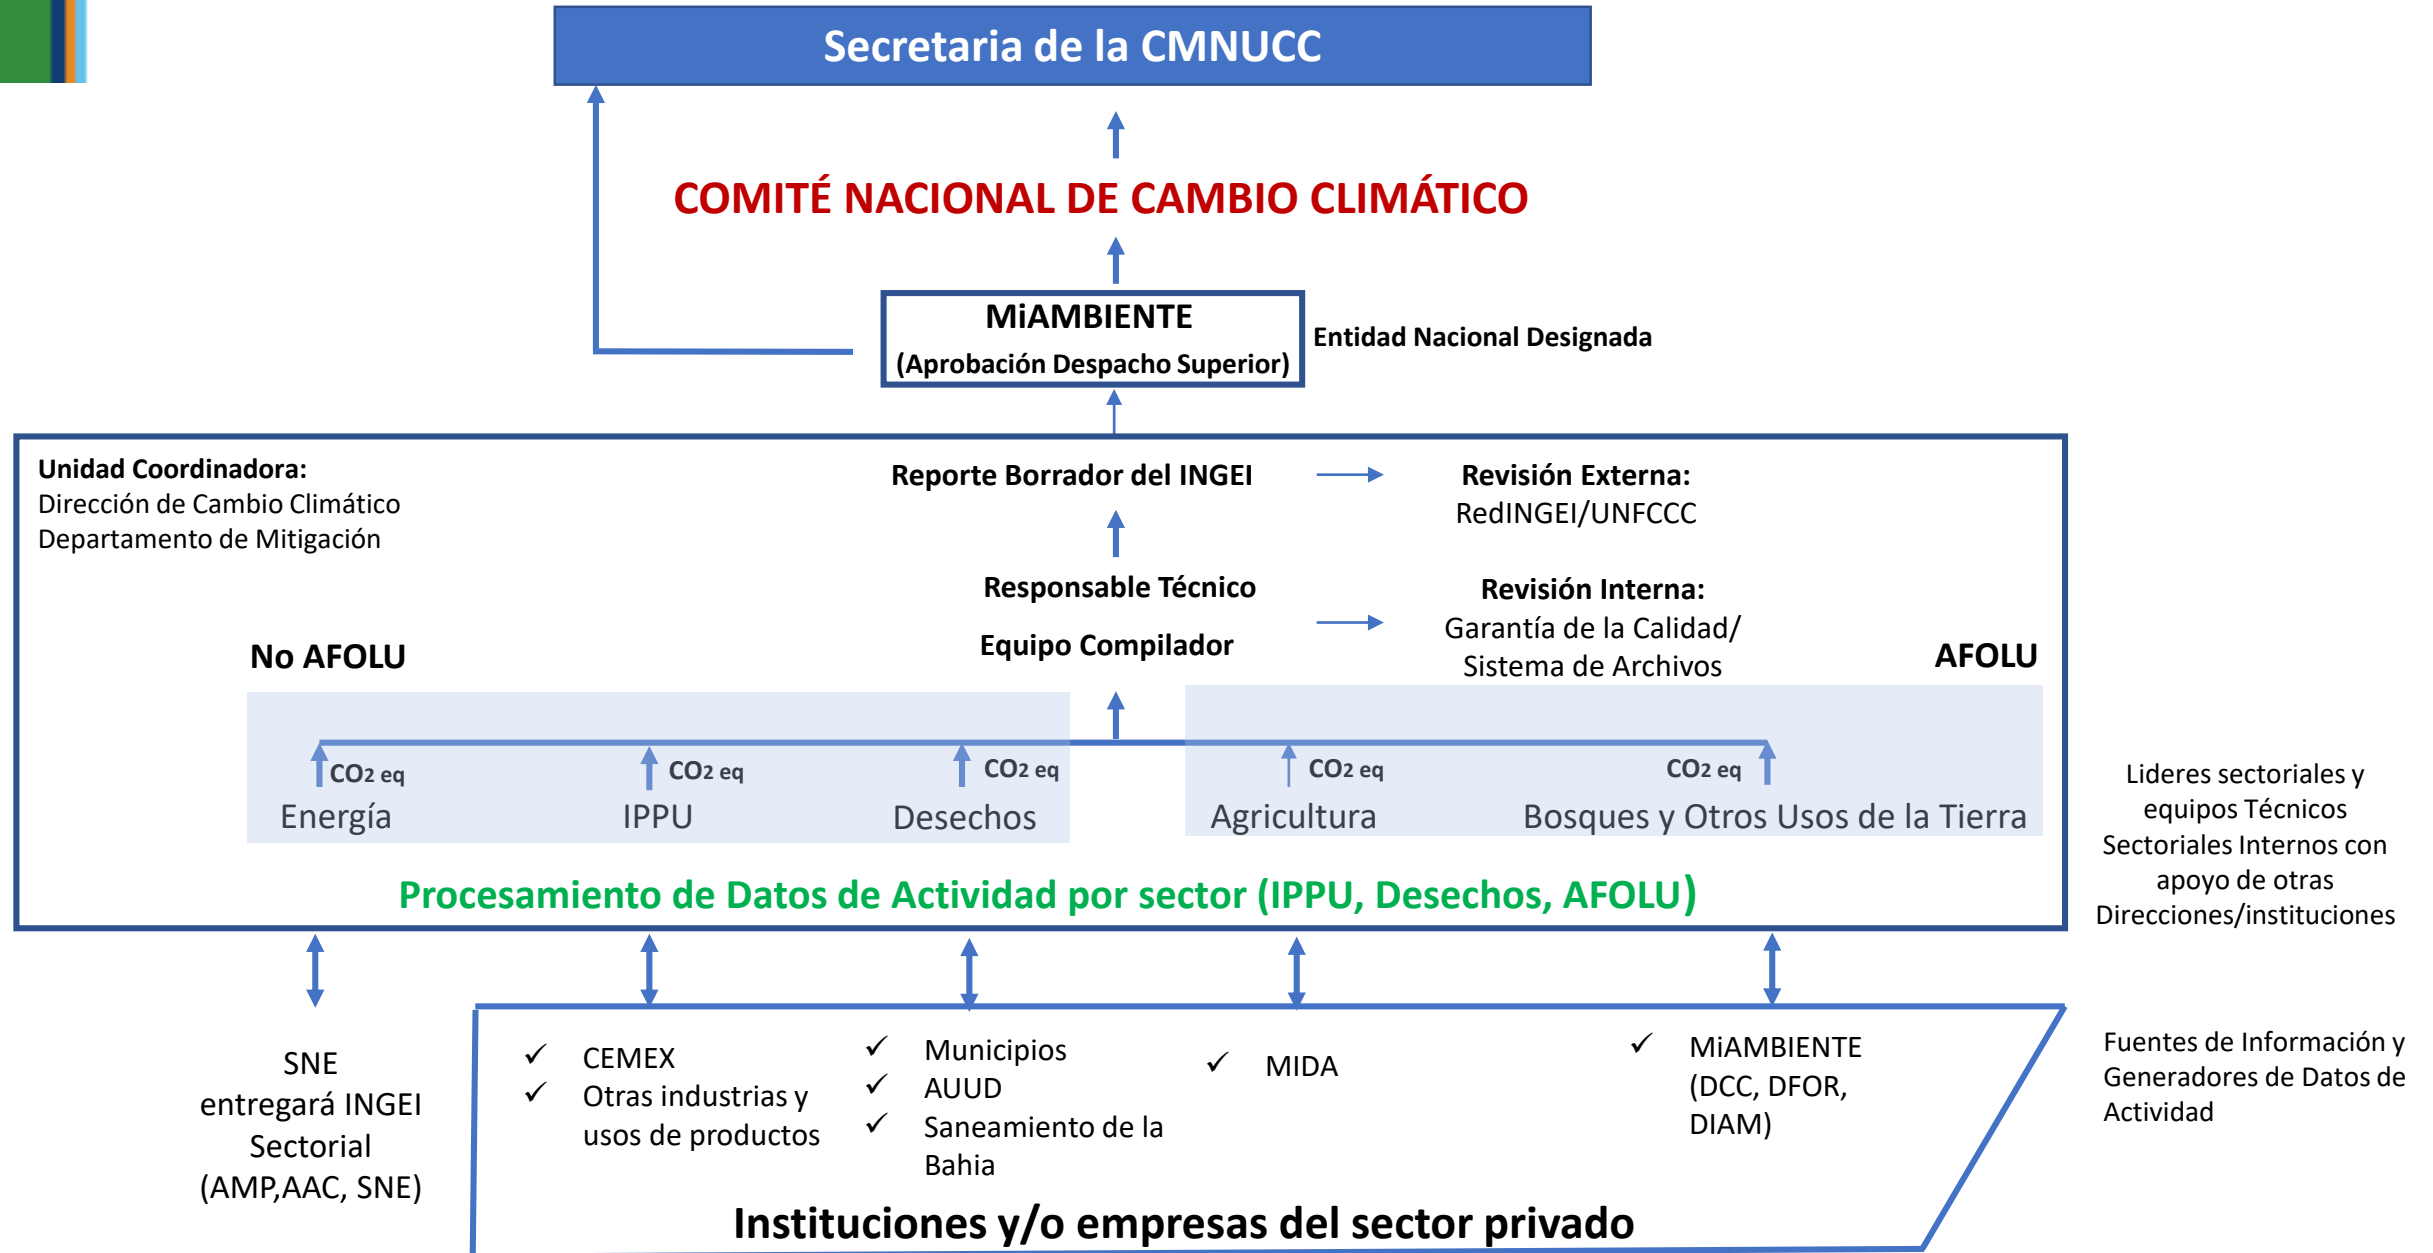 Secretaria de la CMNUCC
COMITÉ NACIONAL DE CAMBIO CLIMÁTICO
MiAMBIENTE
(Aprobación Despacho Superior)
Entidad Nacional Designada
Unidad Coordinadora:
Dirección de Cambio Climático
Departamento de Mitigación
Reporte Borrador del INGEI
Revisión Externa:
RedINGEI/UNFCCC
Responsable Técnico
Equipo Compilador
Revisión Interna:
Garantía de la Calidad/
Sistema de Archivos
No AFOLU
AFOLU
CO2 eq
CO2 eq
CO2 eq
CO2 eq
CO2 eq
Energía
IPPU
Desechos
Agricultura
Bosques y Otros Usos de la Tierra
Lideres sectoriales y
equipos Técnicos
Sectoriales Internos con
apoyo de otras
Direcciones/instituciones
Procesamiento de Datos de Actividad por sector (IPPU, Desechos, AFOLU)
SNE
entregará INGEI
Sectorial
(AMP,AAC, SNE)
✓ CEMEX
✓ Otras industrias y
usos de productos
✓ Municipios
✓ AUUD
✓ Saneamiento de la
Bahia
✓ MIDA
✓ MiAMBIENTE
(DCC, DFOR,
DIAM)
Fuentes de Información y
Generadores de Datos de
Actividad
Instituciones y/o empresas del sector privado